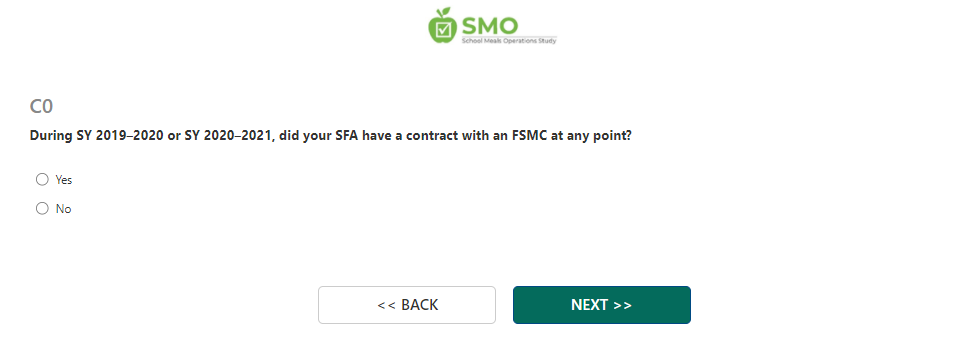 SMO
School Meals Operations Study
C0
During SY 2019–2020 or SY 2020–2021, did your SFA have a contract with an FSMC at any point?
Yes
No
<< BACK
NEXT >>